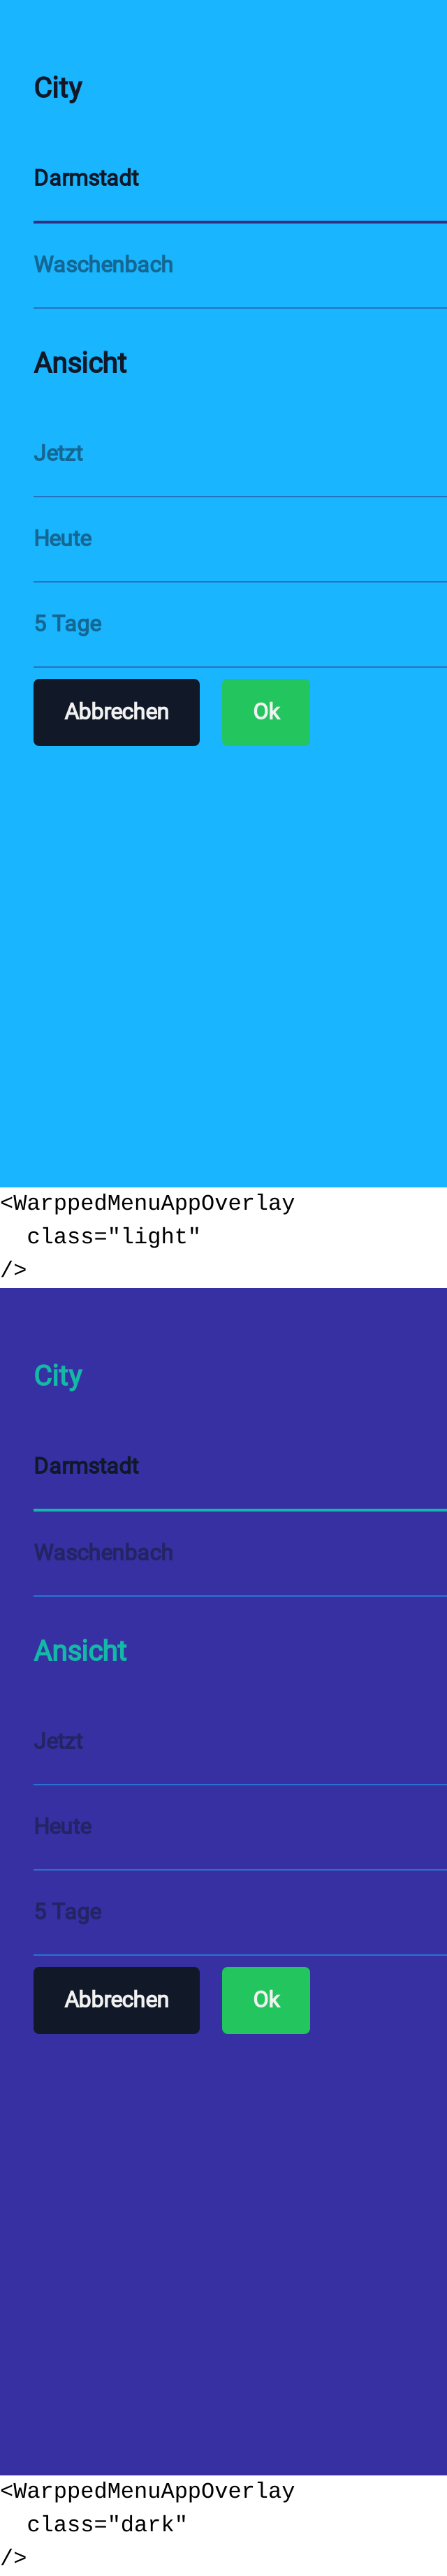 City
Darmstadt
Waschenbach
Ansicht
Jetzt
Heute
5 Tage
Abbrechen Ok
<WarppedMenuAppOverlay
  class="light"
/>
City
Darmstadt
Waschenbach
Ansicht
Jetzt
Heute
5 Tage
Abbrechen Ok
<WarppedMenuAppOverlay
  class="dark"
/>